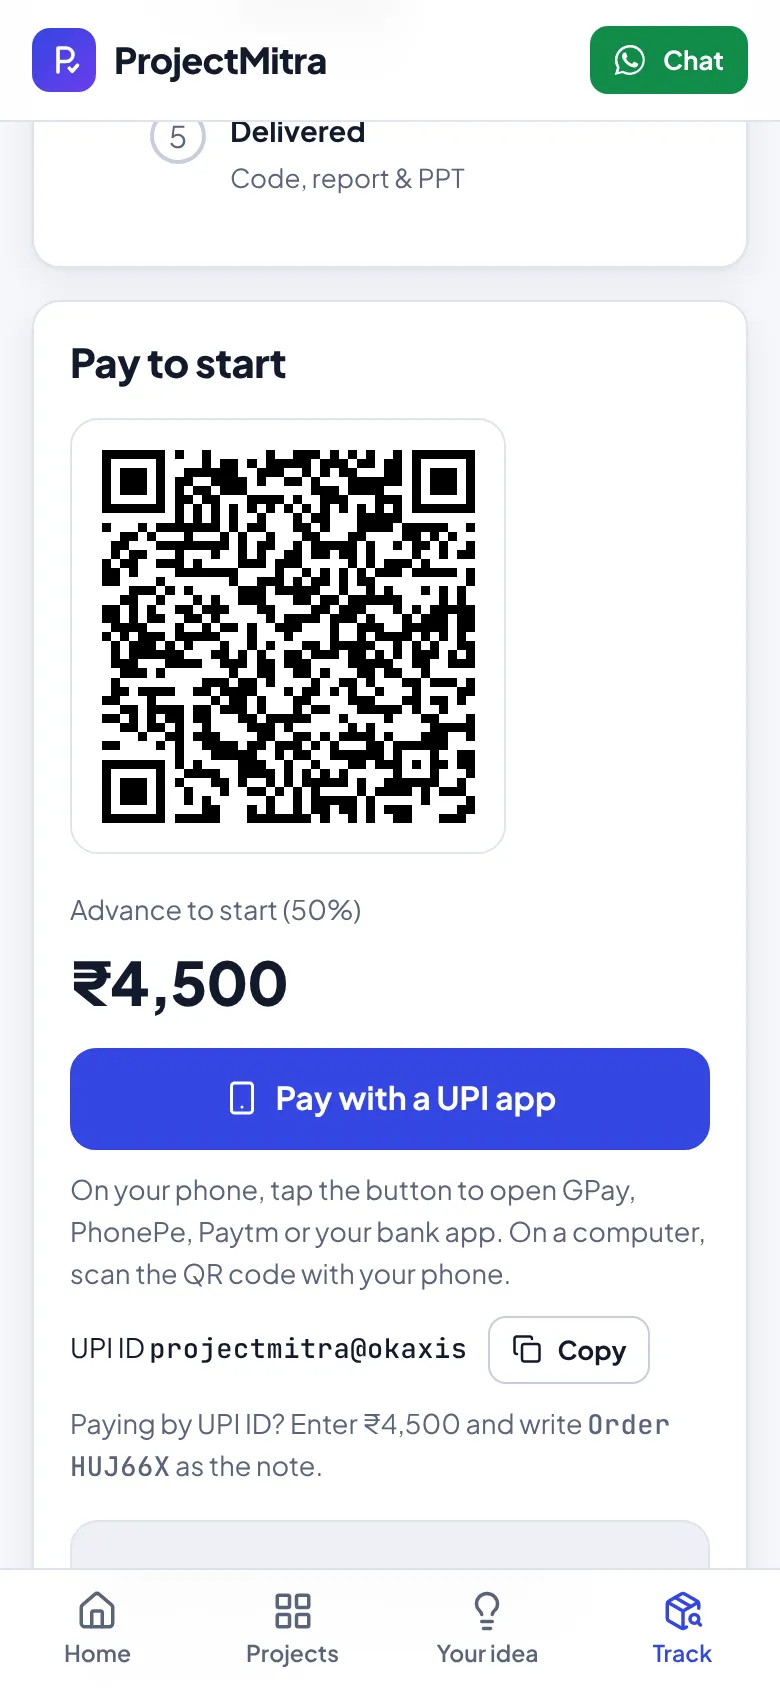 ProjectMitra
Chat
5
Delivered
Code, report & PPT
Pay to start
Advance to start (50%)
₹4,500
Pay with a UPI app
On your phone, tap the button to open GPay,
PhonePe, Paytm or your bank app. On a computer,
scan the QR code with your phone.
UPI ID projectmitra@okaxis
Copy
Paying by UPI ID? Enter ₹4,500 and write Order
HUJ66X as the note.
Home
Projects
Your idea
Track